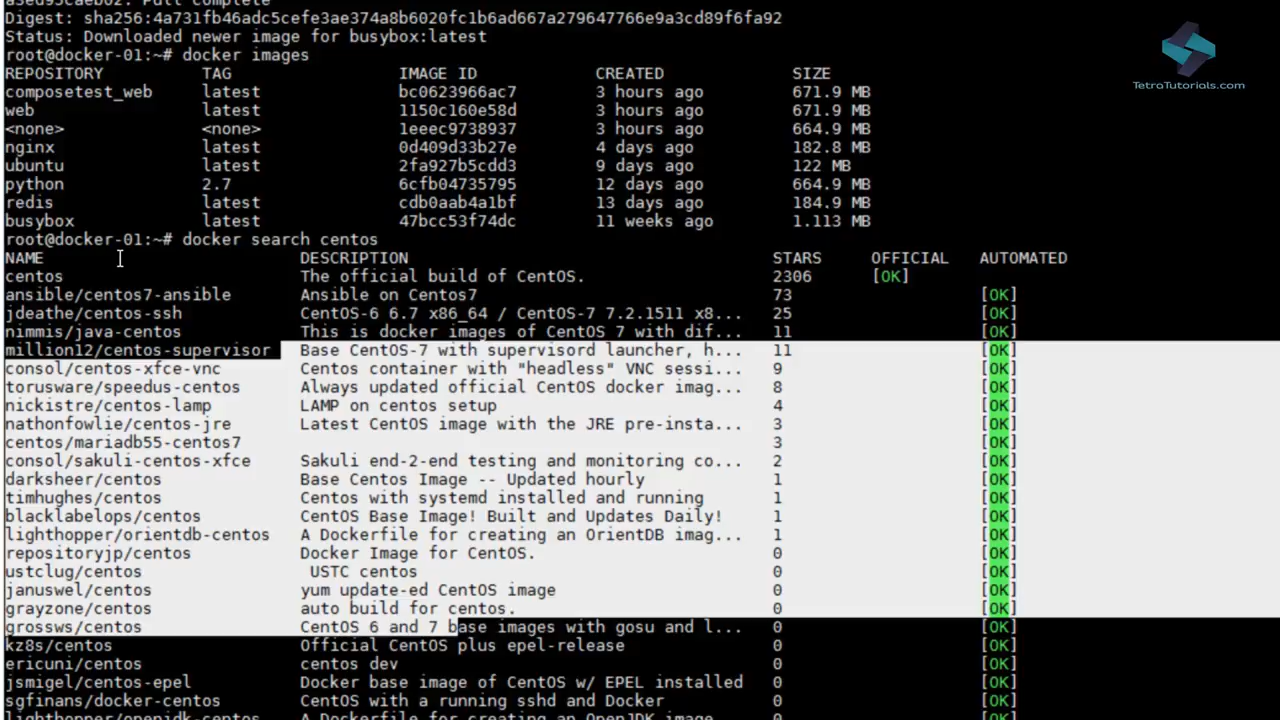 a3ed95caeb02: Pull complete
Digest: sha256:4a731fb46adc5cefe3ae374a8b6020fc1b6ad667a279647766e9a3cd89f6fa92
Status: Downloaded newer image for busybox:latest
root@docker-01:~# docker images
REPOSITORY TAG IMAGE ID CREATED SIZE
composetest_web latest bc0623966ac7 3 hours ago 671.9 MB
web latest 1150c160e58d 3 hours ago 671.9 MB
<none> <none> 1eeec9738937 3 hours ago 664.9 MB
nginx latest 0d409d33b27e 4 days ago 182.8 MB
ubuntu latest 2fa927b5cdd3 9 days ago 122 MB
python 2.7 6cfb04735795 12 days ago 664.9 MB
redis latest cdb0aab4a1bf 13 days ago 184.9 MB
busybox latest 47bcc53f74dc 11 weeks ago 1.113 MB
root@docker-01:~# docker search centos
NAME DESCRIPTION STARS OFFICIAL AUTOMATED
centos The official build of CentOS. 2306 [OK]
ansible/centos7-ansible Ansible on Centos7 73 [OK]
jdeathe/centos-ssh CentOS-6 6.7 x86_64 / CentOS-7 7.2.1511 x8... 25 [OK]
nimmis/java-centos This is docker images of CentOS 7 with dif... 11 [OK]
million12/centos-supervisor Base CentOS-7 with supervisord launcher, h... 11 [OK]
consol/centos-xfce-vnc Centos container with "headless" VNC sessi... 9 [OK]
torusware/speedus-centos Always updated official CentOS docker imag... 8 [OK]
nickistre/centos-lamp LAMP on centos setup 4 [OK]
nathonfowlie/centos-jre Latest CentOS image with the JRE pre-insta... 3 [OK]
centos/mariadb55-centos7 3 [OK]
consol/sakuli-centos-xfce Sakuli end-2-end testing and monitoring co... 2 [OK]
darksheer/centos Base Centos Image -- Updated hourly 1 [OK]
timhughes/centos Centos with systemd installed and running 1 [OK]
blacklabelops/centos CentOS Base Image! Built and Updates Daily! 1 [OK]
lighthopper/orientdb-centos A Dockerfile for creating an OrientDB imag... 1 [OK]
repositoryjp/centos Docker Image for CentOS. 0 [OK]
ustclug/centos USTC centos 0 [OK]
januswel/centos yum update-ed CentOS image 0 [OK]
grayzone/centos auto build for centos. 0 [OK]
grossws/centos CentOS 6 and 7 base images with gosu and l... 0 [OK]
kz8s/centos Official CentOS plus epel-release 0 [OK]
ericuni/centos centos dev 0 [OK]
jsmigel/centos-epel Docker base image of CentOS w/ EPEL installed 0 [OK]
sgfinans/docker-centos CentOS with a running sshd and Docker 0 [OK]
lighthopper/openjdk-centos A Dockerfile for creating an OpenJDK image... 0 [OK]
TetraTutorials.com